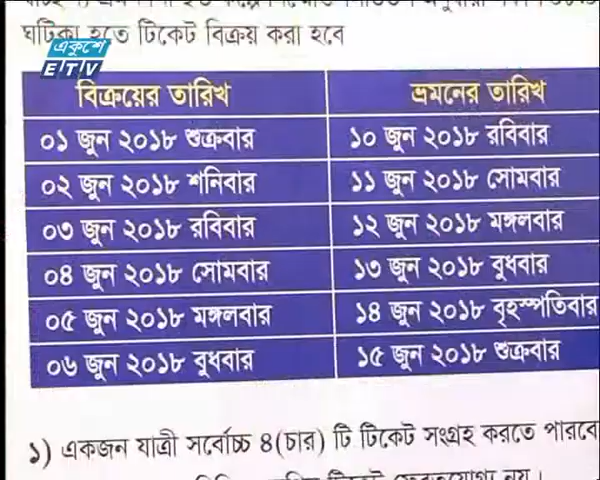 ঘটিকা হতে টিকেট বিক্রয় করা হবে
একুশে
ETV
বিক্রয়ের তারিখ ভ্রমনের তারিখ
০১ জুন ২০১৮ শুক্রবার ১০ জুন ২০১৮ রবিবার
০২ জুন ২০১৮ শনিবার ১১ জুন ২০১৮ সোমবার
০৩ জুন ২০১৮ রবিবার ১২ জুন ২০১৮ মঙ্গলবার
০৪ জুন ২০১৮ সোমবার ১৩ জুন ২০১৮ বুধবার
০৫ জুন ২০১৮ মঙ্গলবার ১৪ জুন ২০১৮ বৃহস্পতিবার
০৬ জুন ২০১৮ বুধবার ১৫ জুন ২০১৮ শুক্রবার
১) একজন যাত্রী সর্বোচ্চ ৪(চার) টি টিকেট সংগ্রহ করতে পারবে